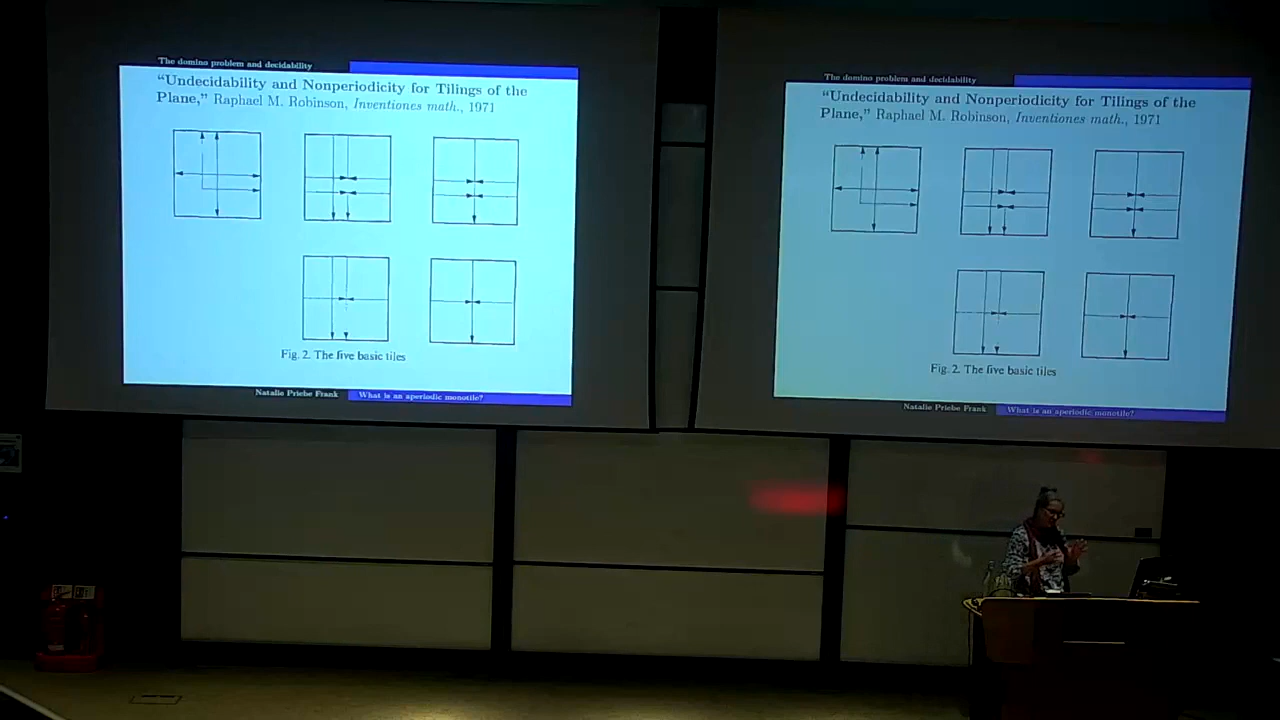 The domino problem and decidability
“Undecidability and Nonperiodicity for Tilings of the
Plane,” Raphael M. Robinson, Inventiones math., 1971
Fig. 2. The five basic tiles
Natalie Priebe Frank What is an aperiodic monotile?
The domino problem and decidability
“Undecidability and Nonperiodicity for Tilings of the
Plane,” Raphael M. Robinson, Inventiones math., 1971
Fig. 2. The five basic tiles
Natalie Priebe Frank What is an aperiodic monotile?